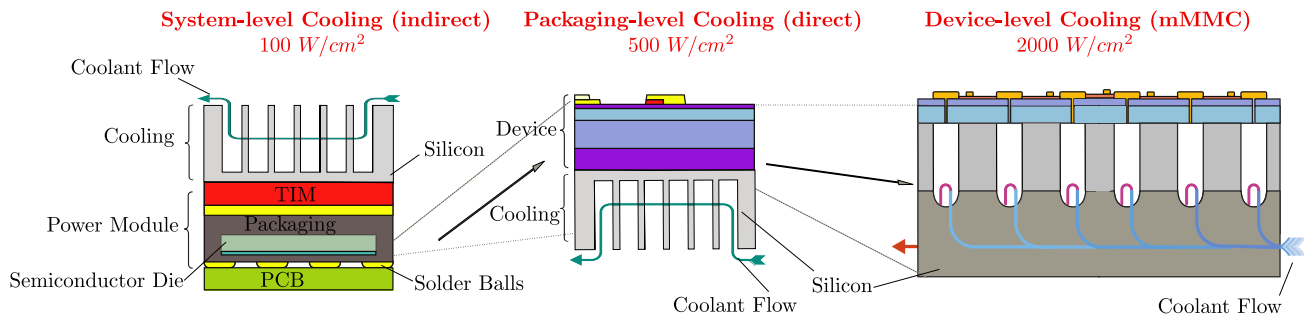 System-level Cooling (indirect)
100 W/cm²
Coolant Flow
Cooling
Silicon
TIM
Power Module
Packaging
Semiconductor Die
PCB
Solder Balls
Packaging-level Cooling (direct)
500 W/cm²
Device
Cooling
Coolant Flow
Device-level Cooling (mMMC)
2000 W/cm²
Silicon
Coolant Flow